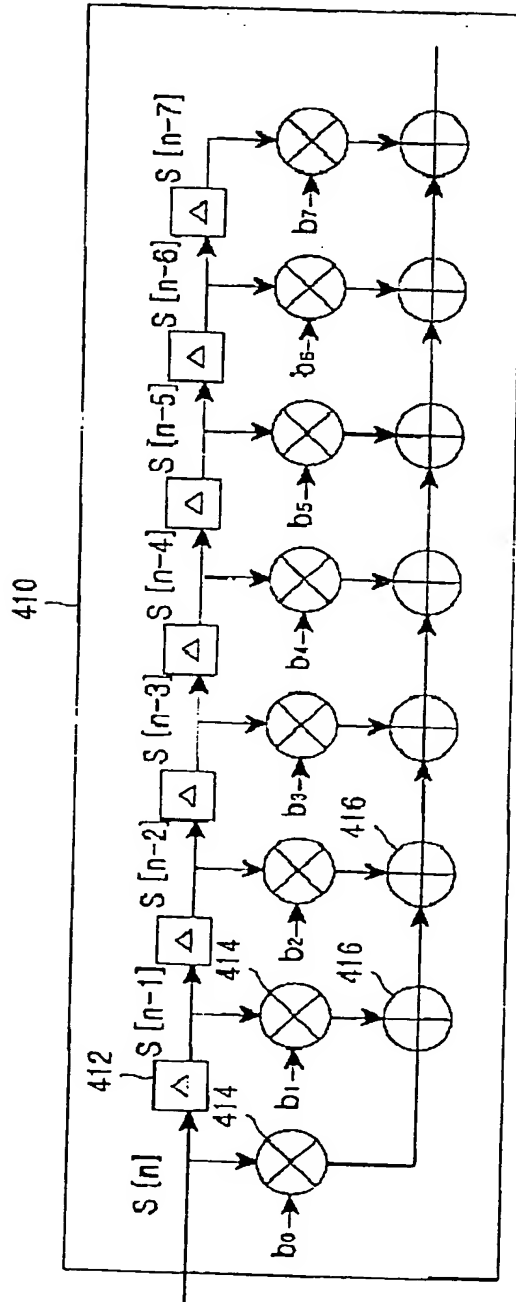 410
S [n]
S [n-1]
S [n-2]
S [n-3]
S [n-4]
S [n-5]
S [n-6]
S [n-7]
412
Δ
Δ
Δ
Δ
Δ
Δ
Δ
414
414
b0
b1
b2
b3
b4
b5
b6
b7
416
416